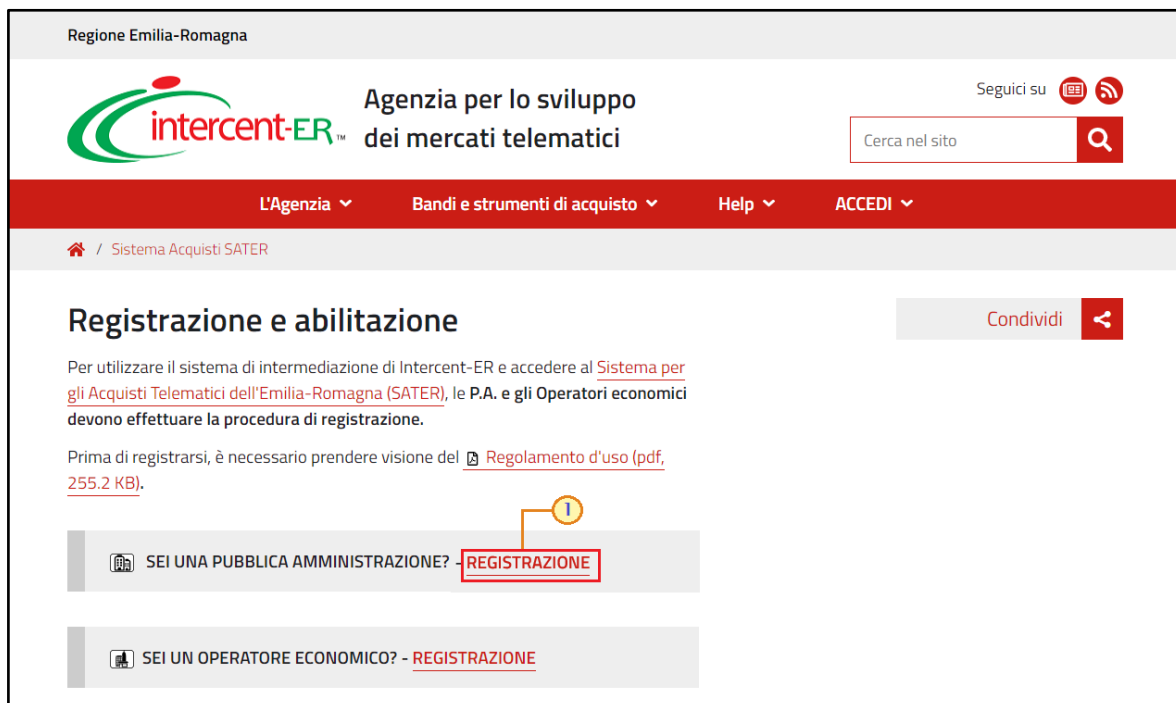 Regione Emilia-Romagna
intercent-ER™
Agenzia per lo sviluppo
dei mercati telematici
Seguici su
Cerca nel sito
L'Agenzia
Bandi e strumenti di acquisto
Help
ACCEDI
/ Sistema Acquisti SATER
Registrazione e abilitazione
Condividi
Per utilizzare il sistema di intermediazione di Intercent-ER e accedere al Sistema per
gli Acquisti Telematici dell'Emilia-Romagna (SATER), le P.A. e gli Operatori economici
devono effettuare la procedura di registrazione.
Prima di registrarsi, è necessario prendere visione del Regolamento d'uso (pdf,
255.2 KB).
1
SEI UNA PUBBLICA AMMINISTRAZIONE? - REGISTRAZIONE
SEI UN OPERATORE ECONOMICO? - REGISTRAZIONE